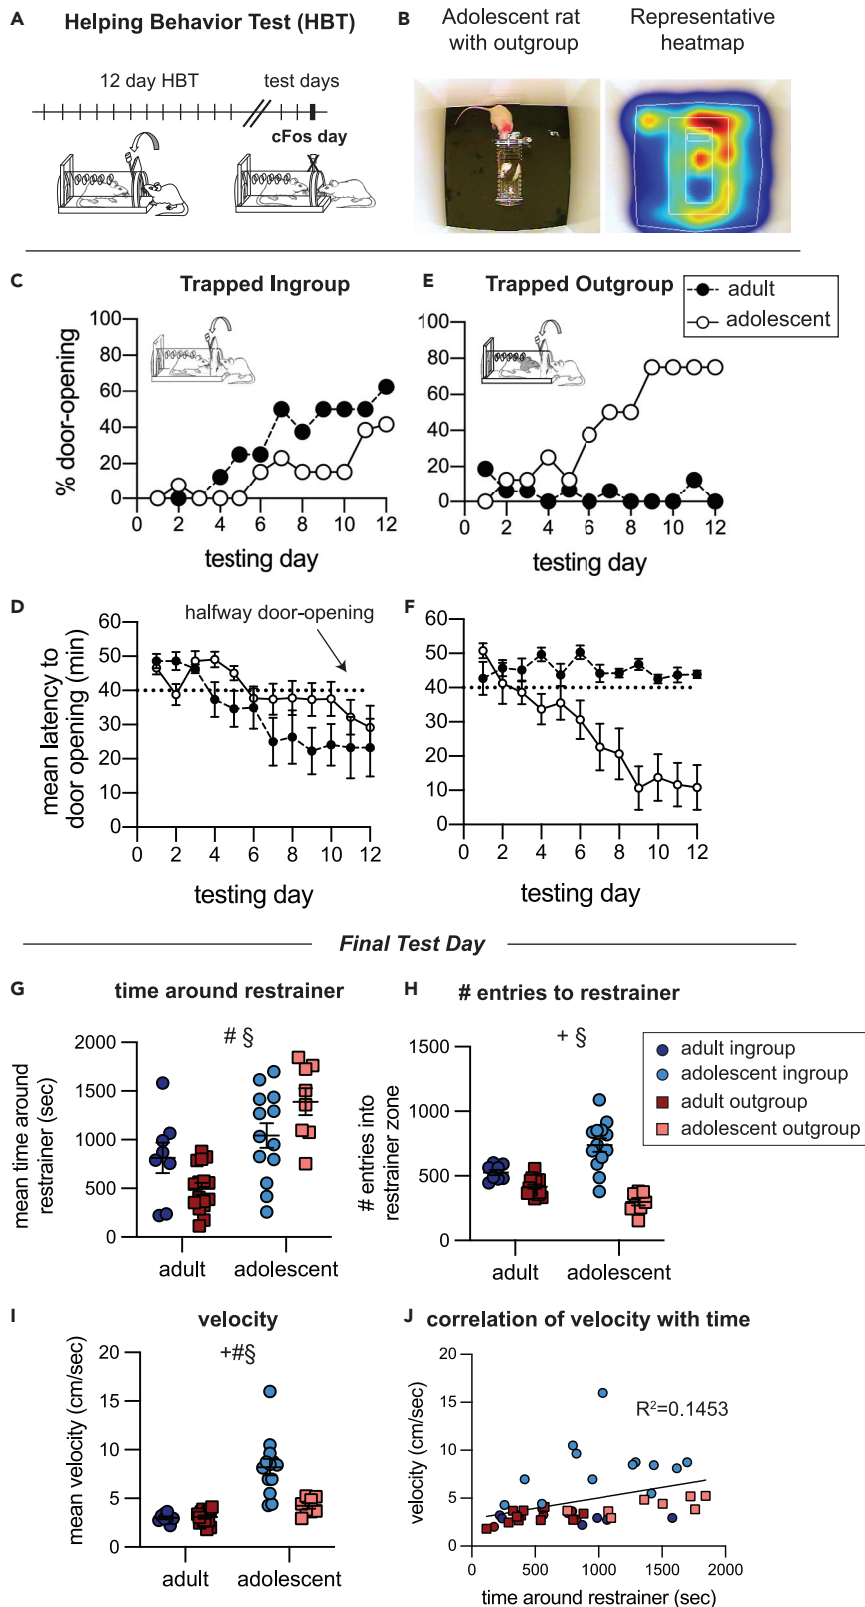 A Helping Behavior Test (HBT)
12 day HBT
test days
cFos day
B Adolescent rat
with outgroup
Representative
heatmap
C Trapped Ingroup
100
80
60
40
20
0
% door-opening
0 2 4 6 8 10 12
testing day
E Trapped Outgroup
adult
adolescent
100
80
60
40
20
0
0 2 4 6 8 10 12
testing day
D
halfway door-opening
60
50
40
30
20
10
0
mean latency to
door opening (min)
0 2 4 6 8 10 12
testing day
F
60
50
40
30
20
10
0
0 2 4 6 8 10 12
testing day
Final Test Day
G time around restrainer
# §
2000
1500
1000
500
0
mean time around
restrainer (sec)
adult adolescent
H # entries to restrainer
+ §
1500
1000
500
0
# entries into
restrainer zone
adult adolescent
adult ingroup
adolescent ingroup
adult outgroup
adolescent outgroup
I velocity
+#§
20
15
10
5
0
mean velocity (cm/sec)
adult adolescent
J correlation of velocity with time
R²=0.1453
20
15
10
5
0
velocity (cm/sec)
0 500 1000 1500 2000
time around restrainer (sec)